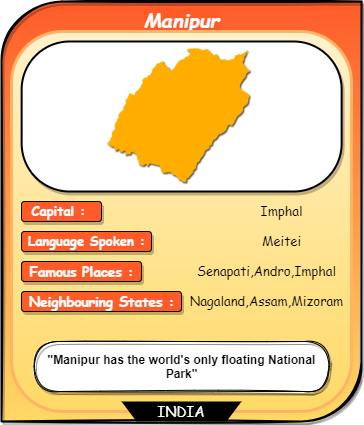 Manipur
Capital : Imphal
Language Spoken : Meitei
Famous Places : Senapati,Andro,Imphal
Neighbouring States : Nagaland,Assam,Mizoram
"Manipur has the world's only floating National
Park"
INDIA